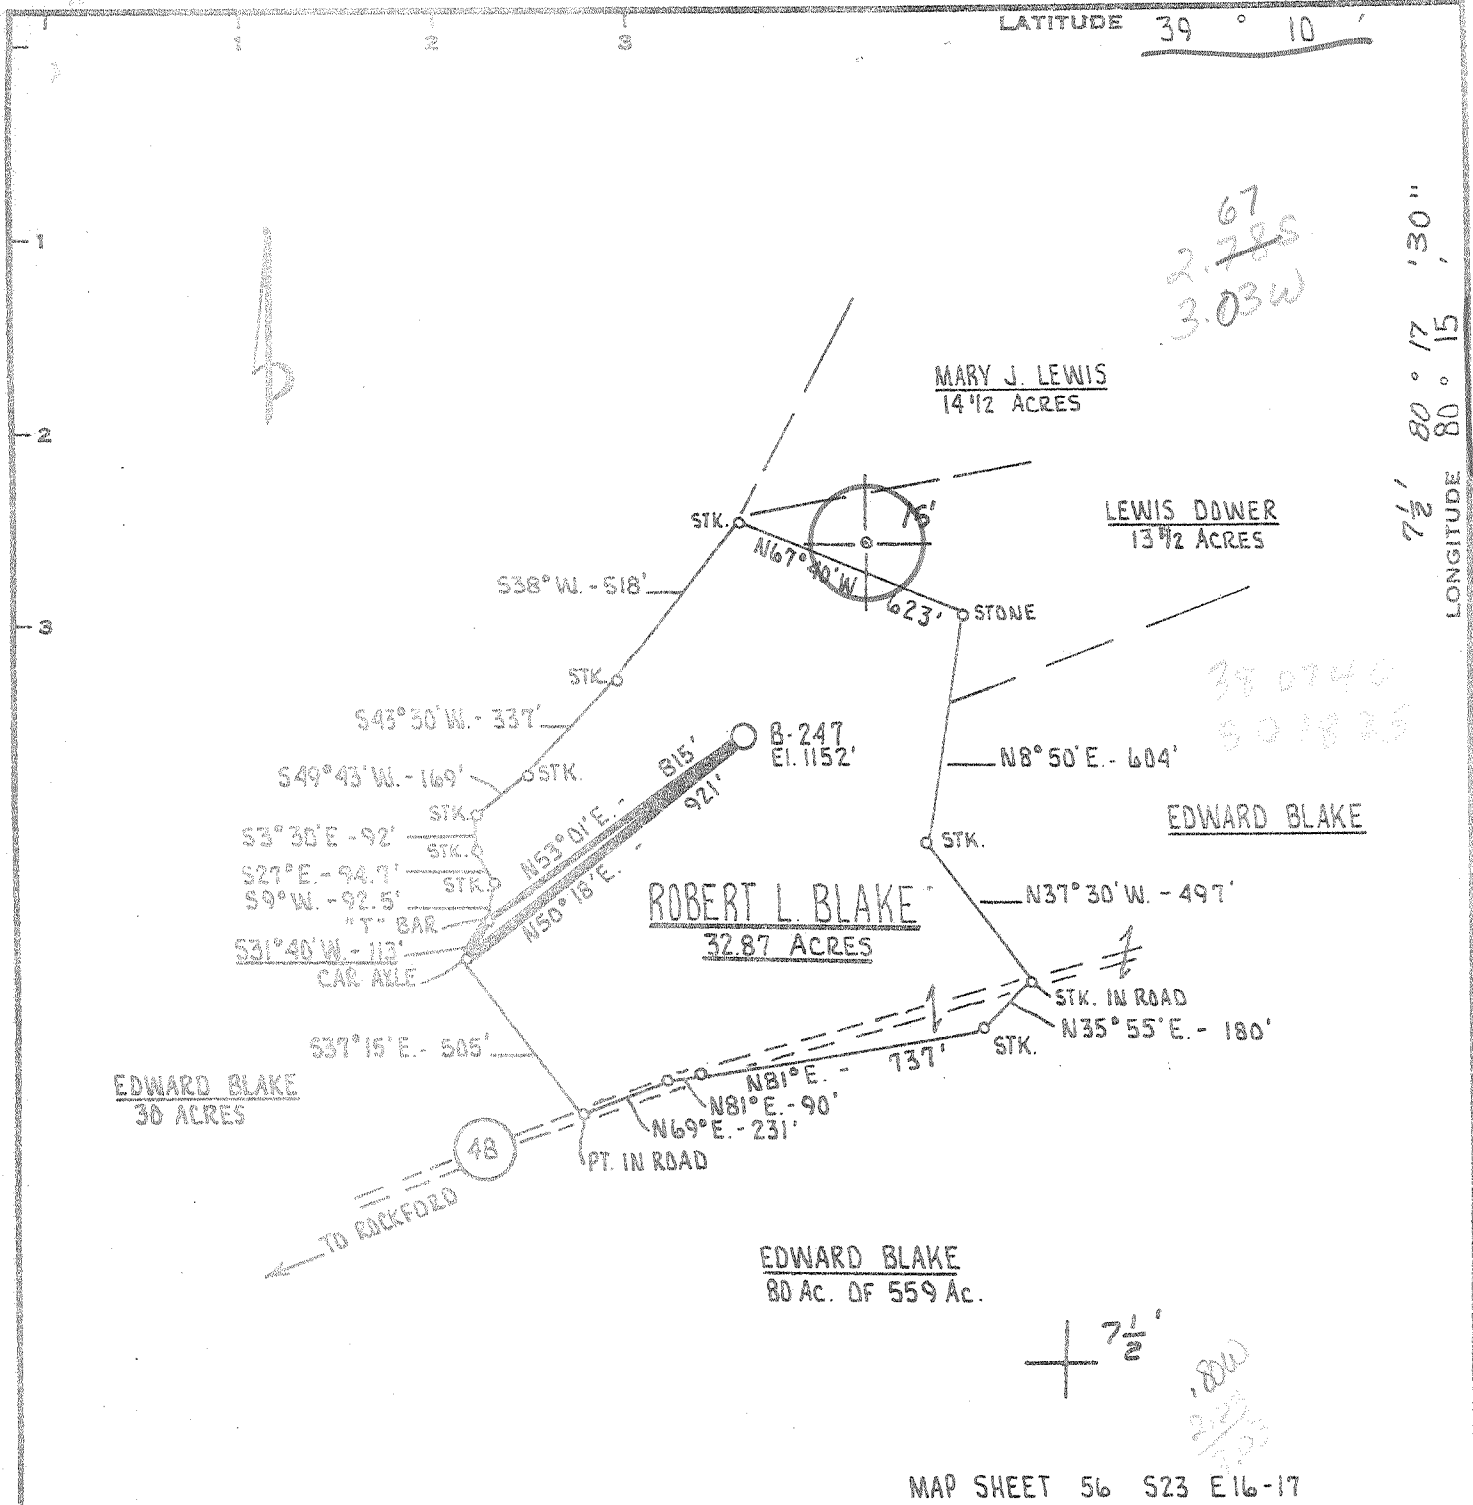 LATITUDE 39 ° 10 '
1 2 3
1
2
3
67
2.785
3.03W
80 ° 17 ' 30 "
LONGITUDE 80 ° 15 '
7 1/2 '
MARY J. LEWIS
14 1/2 ACRES
LEWIS DOWER
13 1/2 ACRES
15'
STK.
N67°40'W
623'
STONE
S38° W. - 518'
STK.
S43°30'W. - 337'
S49°43'W. - 169'
STK.
B-247
El. 1152'
815'
921'
N53°01'E. -
N50°18'E. -
N8°50'E. - 604'
STK.
S3°30'E - 92'
STK.
S27°E. - 94.7'
STK.
S9°W. - 92.5'
"T" BAR
S31°40'W. - 113'
CAR AXLE
EDWARD BLAKE
STK.
N37°30'W. - 497'
ROBERT L. BLAKE
32.87 ACRES
STK. IN ROAD
N35°55'E. - 180'
STK.
S37°15'E. - 505'
N81°E. - 737'
N81°E. - 90'
N69°E. - 231'
EDWARD BLAKE
30 ACRES
48
PT. IN ROAD
TO ROCKFORD
EDWARD BLAKE
80 Ac. OF 559 Ac.
7 1/2 '
.80W
MAP SHEET 56 S23 E16-17